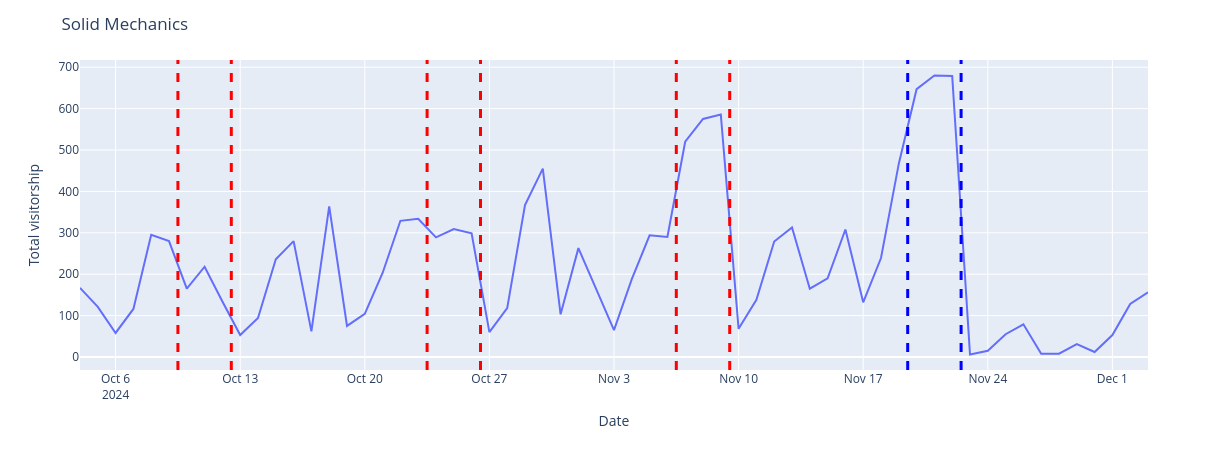 Solid Mechanics
Total visitorship
700
600
500
400
300
200
100
0
Oct 6
2024
Oct 13
Oct 20
Oct 27
Nov 3
Nov 10
Nov 17
Nov 24
Dec 1
Date